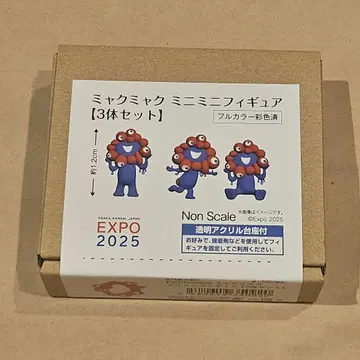 ミャクミャク ミニミニフィギュア
【3体セット】
フルカラー彩色済
約1.2cm
OSAKA, KANSAI, JAPAN
EXPO
2025
Non Scale
※画像はイメージです。
©Expo 2025
透明アクリル台座付
お好みで、接着剤などを使用してフィ
ギュアを固定してご利用ください。